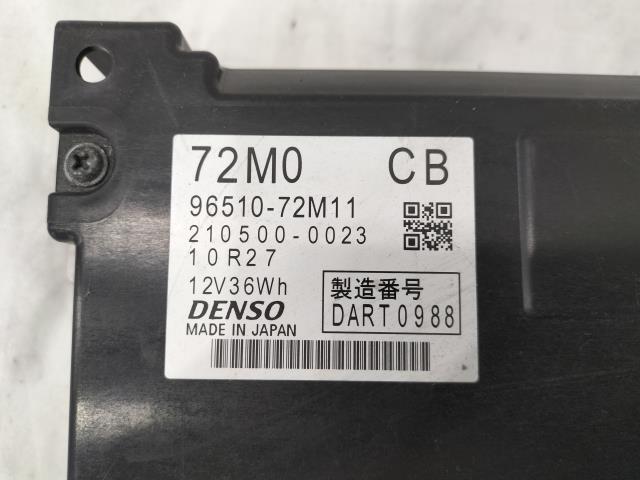 72M0 CB
96510-72M11
210500-0023
10R27
12V36Wh
DENSO
MADE IN JAPAN
製造番号
DART0988